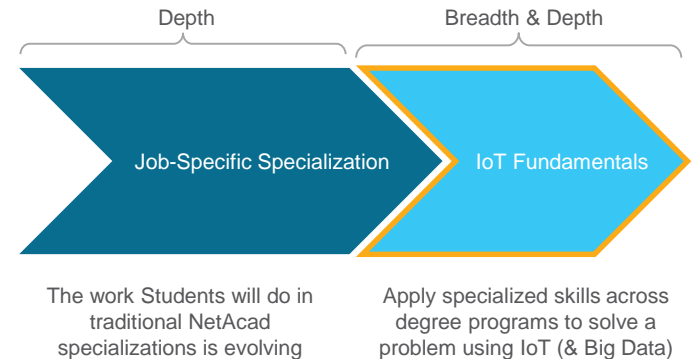 Depth
Breadth & Depth
Job-Specific Specialization
IoT Fundamentals
The work Students will do in
traditional NetAcad
specializations is evolving
Apply specialized skills across
degree programs to solve a
problem using IoT (& Big Data)